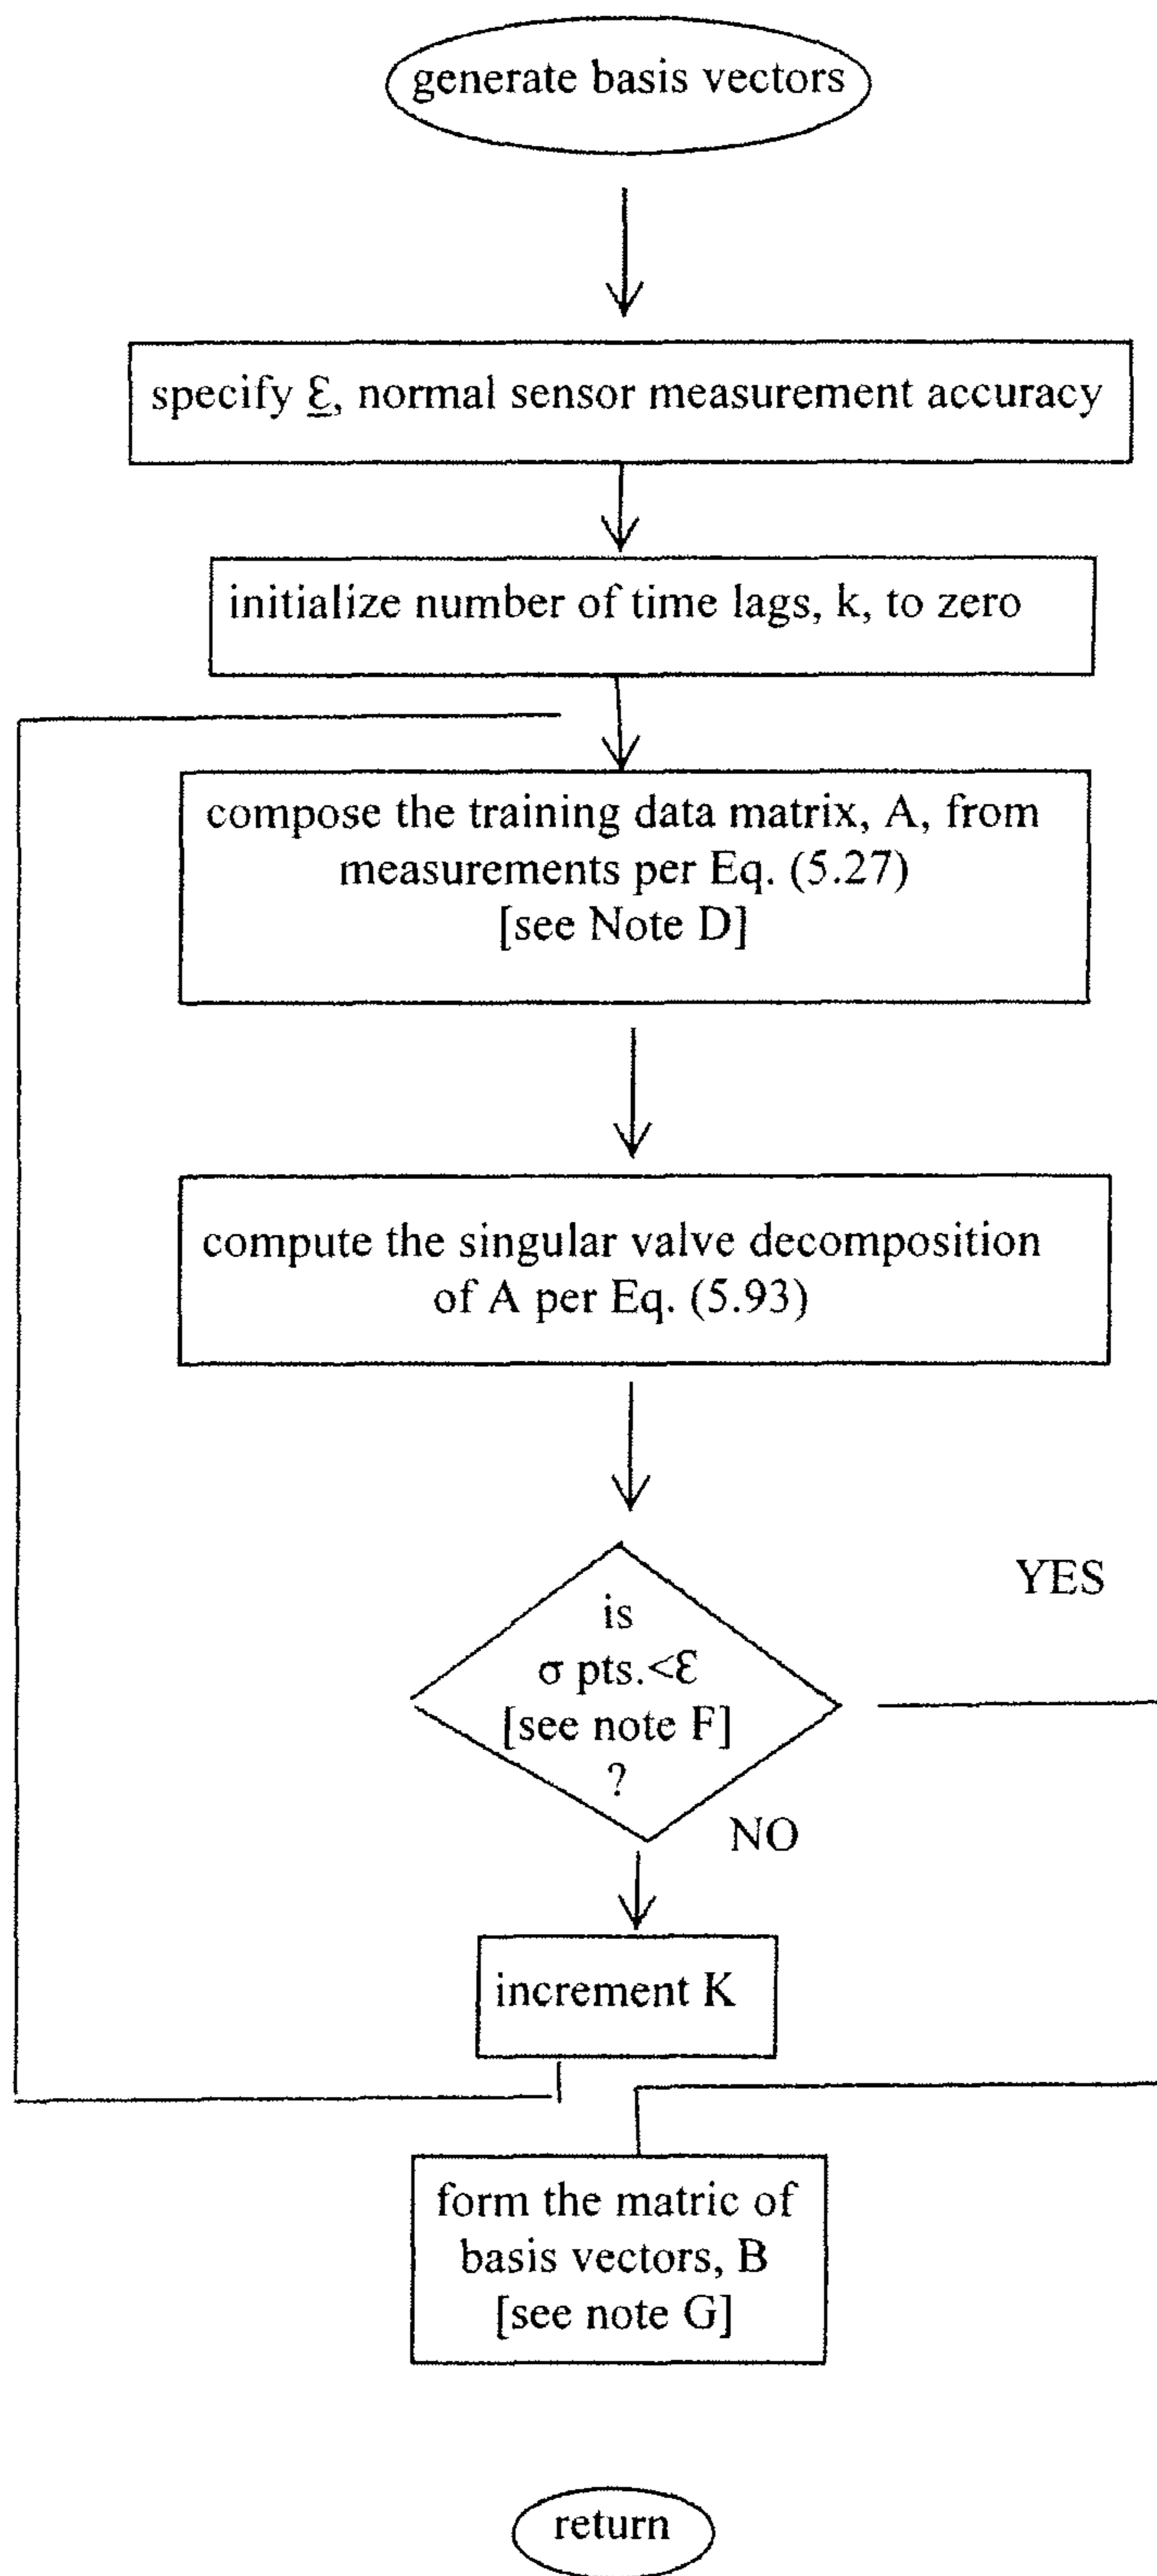 generate basis vectors
specify Ɛ, normal sensor measurement accuracy
initialize number of time lags, k, to zero
compose the training data matrix, A, from
measurements per Eq. (5.27)
[see Note D]
compute the singular valve decomposition
of A per Eq. (5.93)
is
σ pts.<Ɛ
[see note F]
?
YES
NO
increment K
form the matric of
basis vectors, B
[see note G]
return